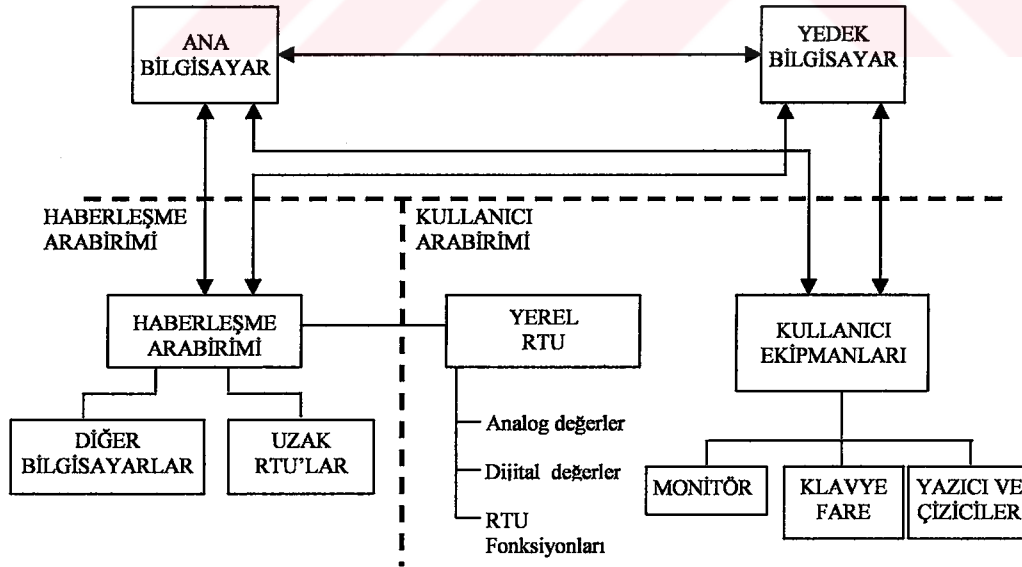 ANA
BİLGİSAYAR
YEDEK
BİLGİSAYAR
HABERLEŞME
ARABİRİMİ
KULLANICI
ARABİRİMİ
HABERLEŞME
ARABİRİMİ
YEREL
RTU
KULLANICI
EKİPMANLARI
DİĞER
BİLGİSAYARLAR
UZAK
RTU'LAR
Analog değerler
Dijital değerler
RTU
Fonksiyonları
MONİTÖR
KLAVYE
FARE
YAZICI VE
ÇİZİCİLER